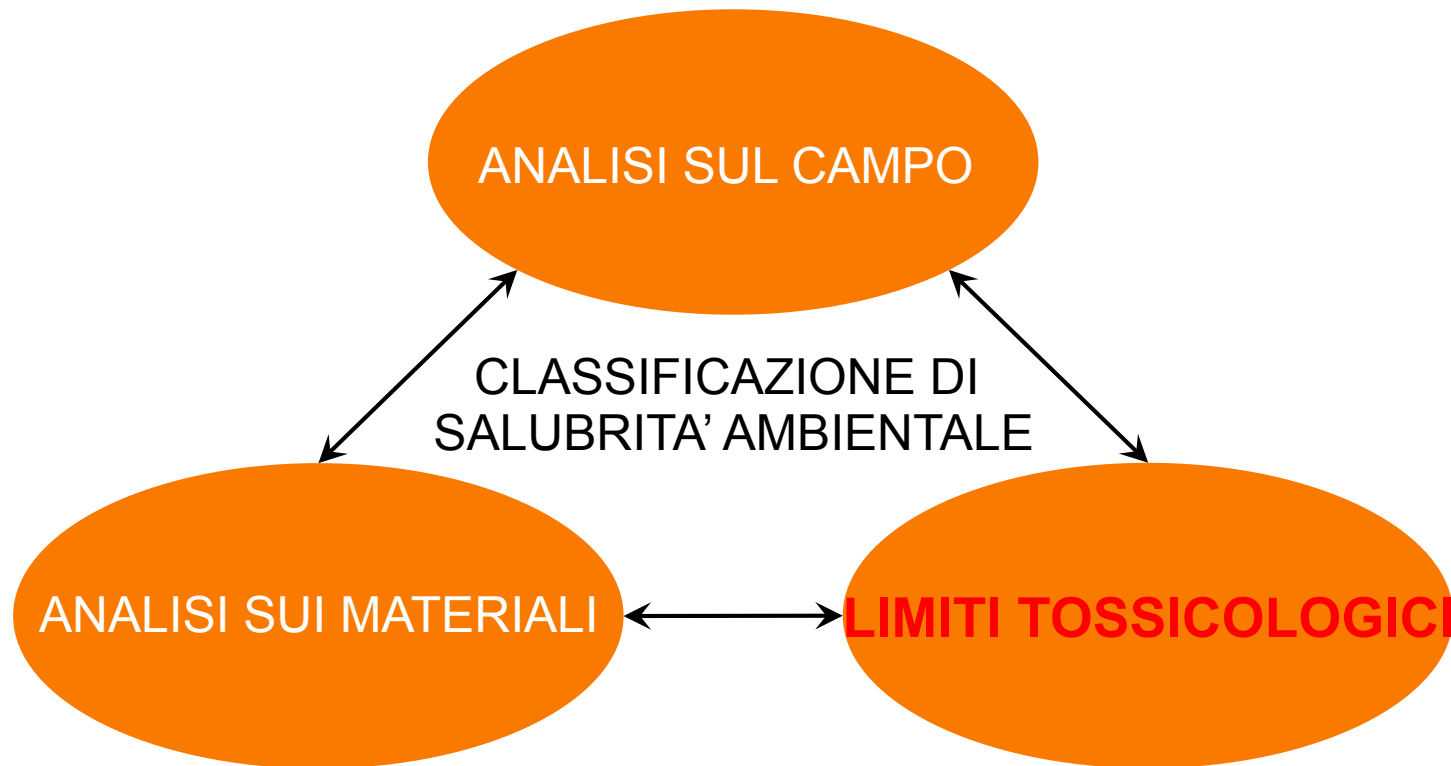 ANALISI SUL CAMPO
CLASSIFICAZIONE DI
SALUBRITA’ AMBIENTALE
ANALISI SUI MATERIALI
LIMITI TOSSICOLOGICI